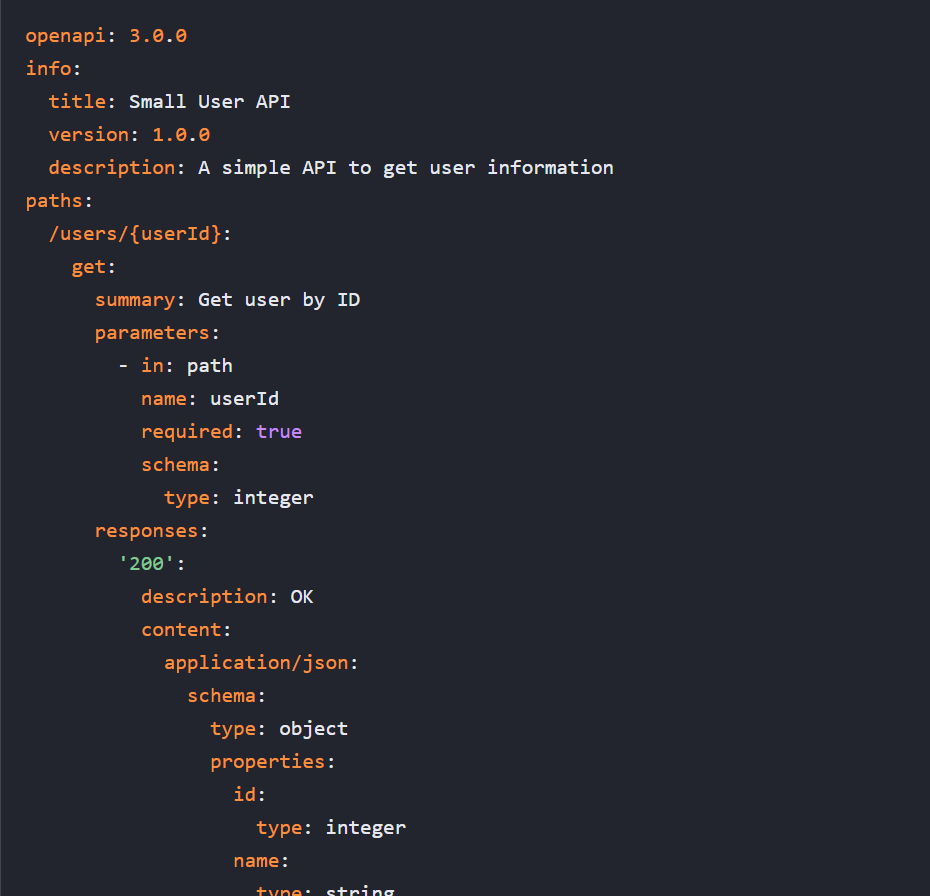 openapi: 3.0.0
info:
  title: Small User API
  version: 1.0.0
  description: A simple API to get user information
paths:
  /users/{userId}:
    get:
      summary: Get user by ID
      parameters:
        - in: path
          name: userId
          required: true
          schema:
            type: integer
      responses:
        '200':
          description: OK
          content:
            application/json:
              schema:
                type: object
                properties:
                  id:
                    type: integer
                  name:
                    type: string